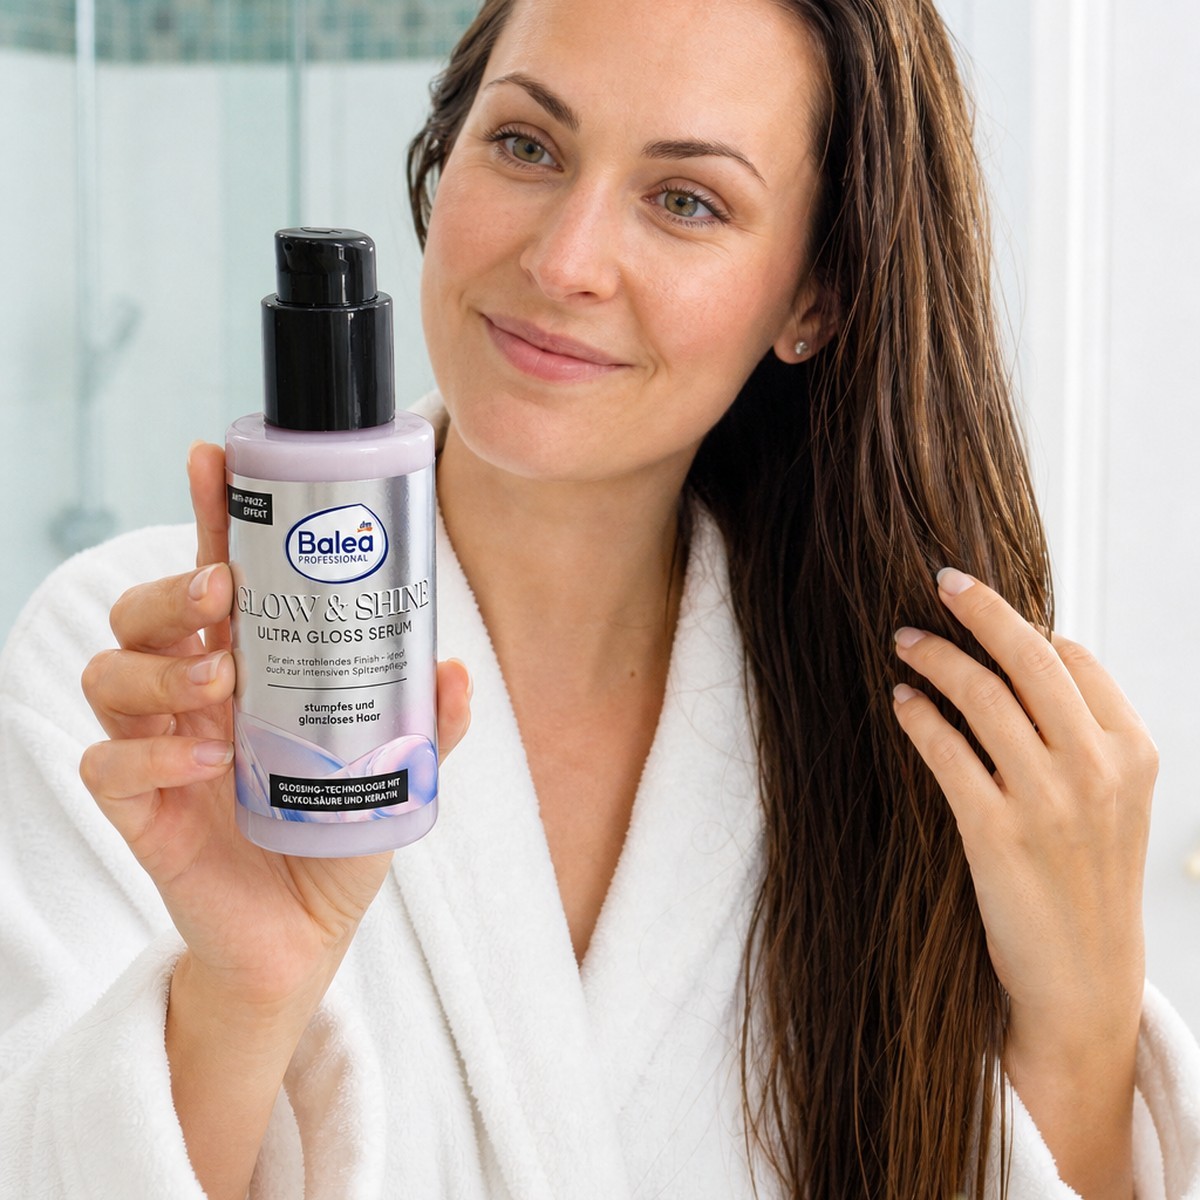 ANTI-FRIZZ-
EFFEKT
dm
Balea
PROFESSIONAL
GLOW & SHINE
ULTRA GLOSS SERUM
Für ein strahlendes Finish - ideal
auch zur intensiven Spitzenpflege
stumpfes und
glanzloses Haar
GLOSSING-TECHNOLOGIE MIT
GLYKOLSÄURE UND KERATIN